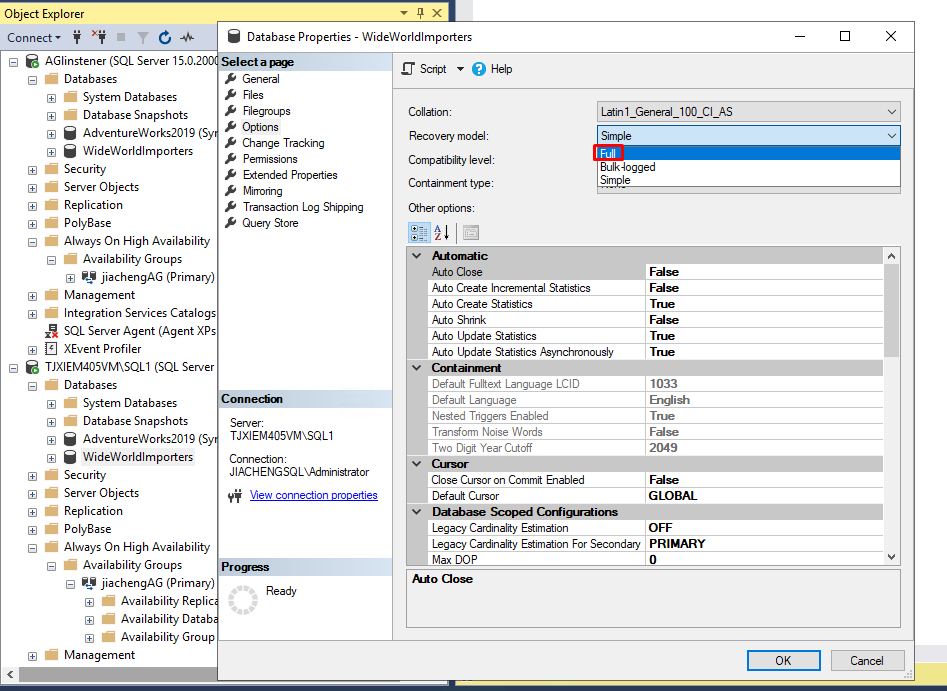 Object Explorer
Connect
AGlinstener (SQL Server 15.0.2000
Databases
System Databases
Database Snapshots
AdventureWorks2019 (Syn
WideWorldImporters
Security
Server Objects
Replication
PolyBase
Always On High Availability
Availability Groups
jiachengAG (Primary)
Management
Integration Services Catalogs
SQL Server Agent (Agent XPs
XEvent Profiler
TJXIEM405VM\SQL1 (SQL Server
Databases
System Databases
Database Snapshots
AdventureWorks2019 (Syn
WideWorldImporters
Security
Server Objects
Replication
PolyBase
Always On High Availability
Availability Groups
jiachengAG (Primary)
Availability Replica
Availability Databa
Availability Group
Management
Database Properties - WideWorldImporters
Select a page
General
Files
Filegroups
Options
Change Tracking
Permissions
Extended Properties
Mirroring
Transaction Log Shipping
Query Store
Connection
Server:
TJXIEM405VM\SQL1
Connection:
JIACHENGSQL\Administrator
View connection properties
Progress
Ready
Script Help
Collation: Latin1_General_100_CI_AS
Recovery model: Simple
Full
Bulk-logged
Simple
Compatibility level:
Containment type: None
Other options:
Automatic
Auto Close False
Auto Create Incremental Statistics False
Auto Create Statistics True
Auto Shrink False
Auto Update Statistics True
Auto Update Statistics Asynchronously True
Containment
Default Fulltext Language LCID 1033
Default Language English
Nested Triggers Enabled True
Transform Noise Words False
Two Digit Year Cutoff 2049
Cursor
Close Cursor on Commit Enabled False
Default Cursor GLOBAL
Database Scoped Configurations
Legacy Cardinality Estimation OFF
Legacy Cardinality Estimation For Secondary PRIMARY
Max DOP 0
Auto Close
OK Cancel